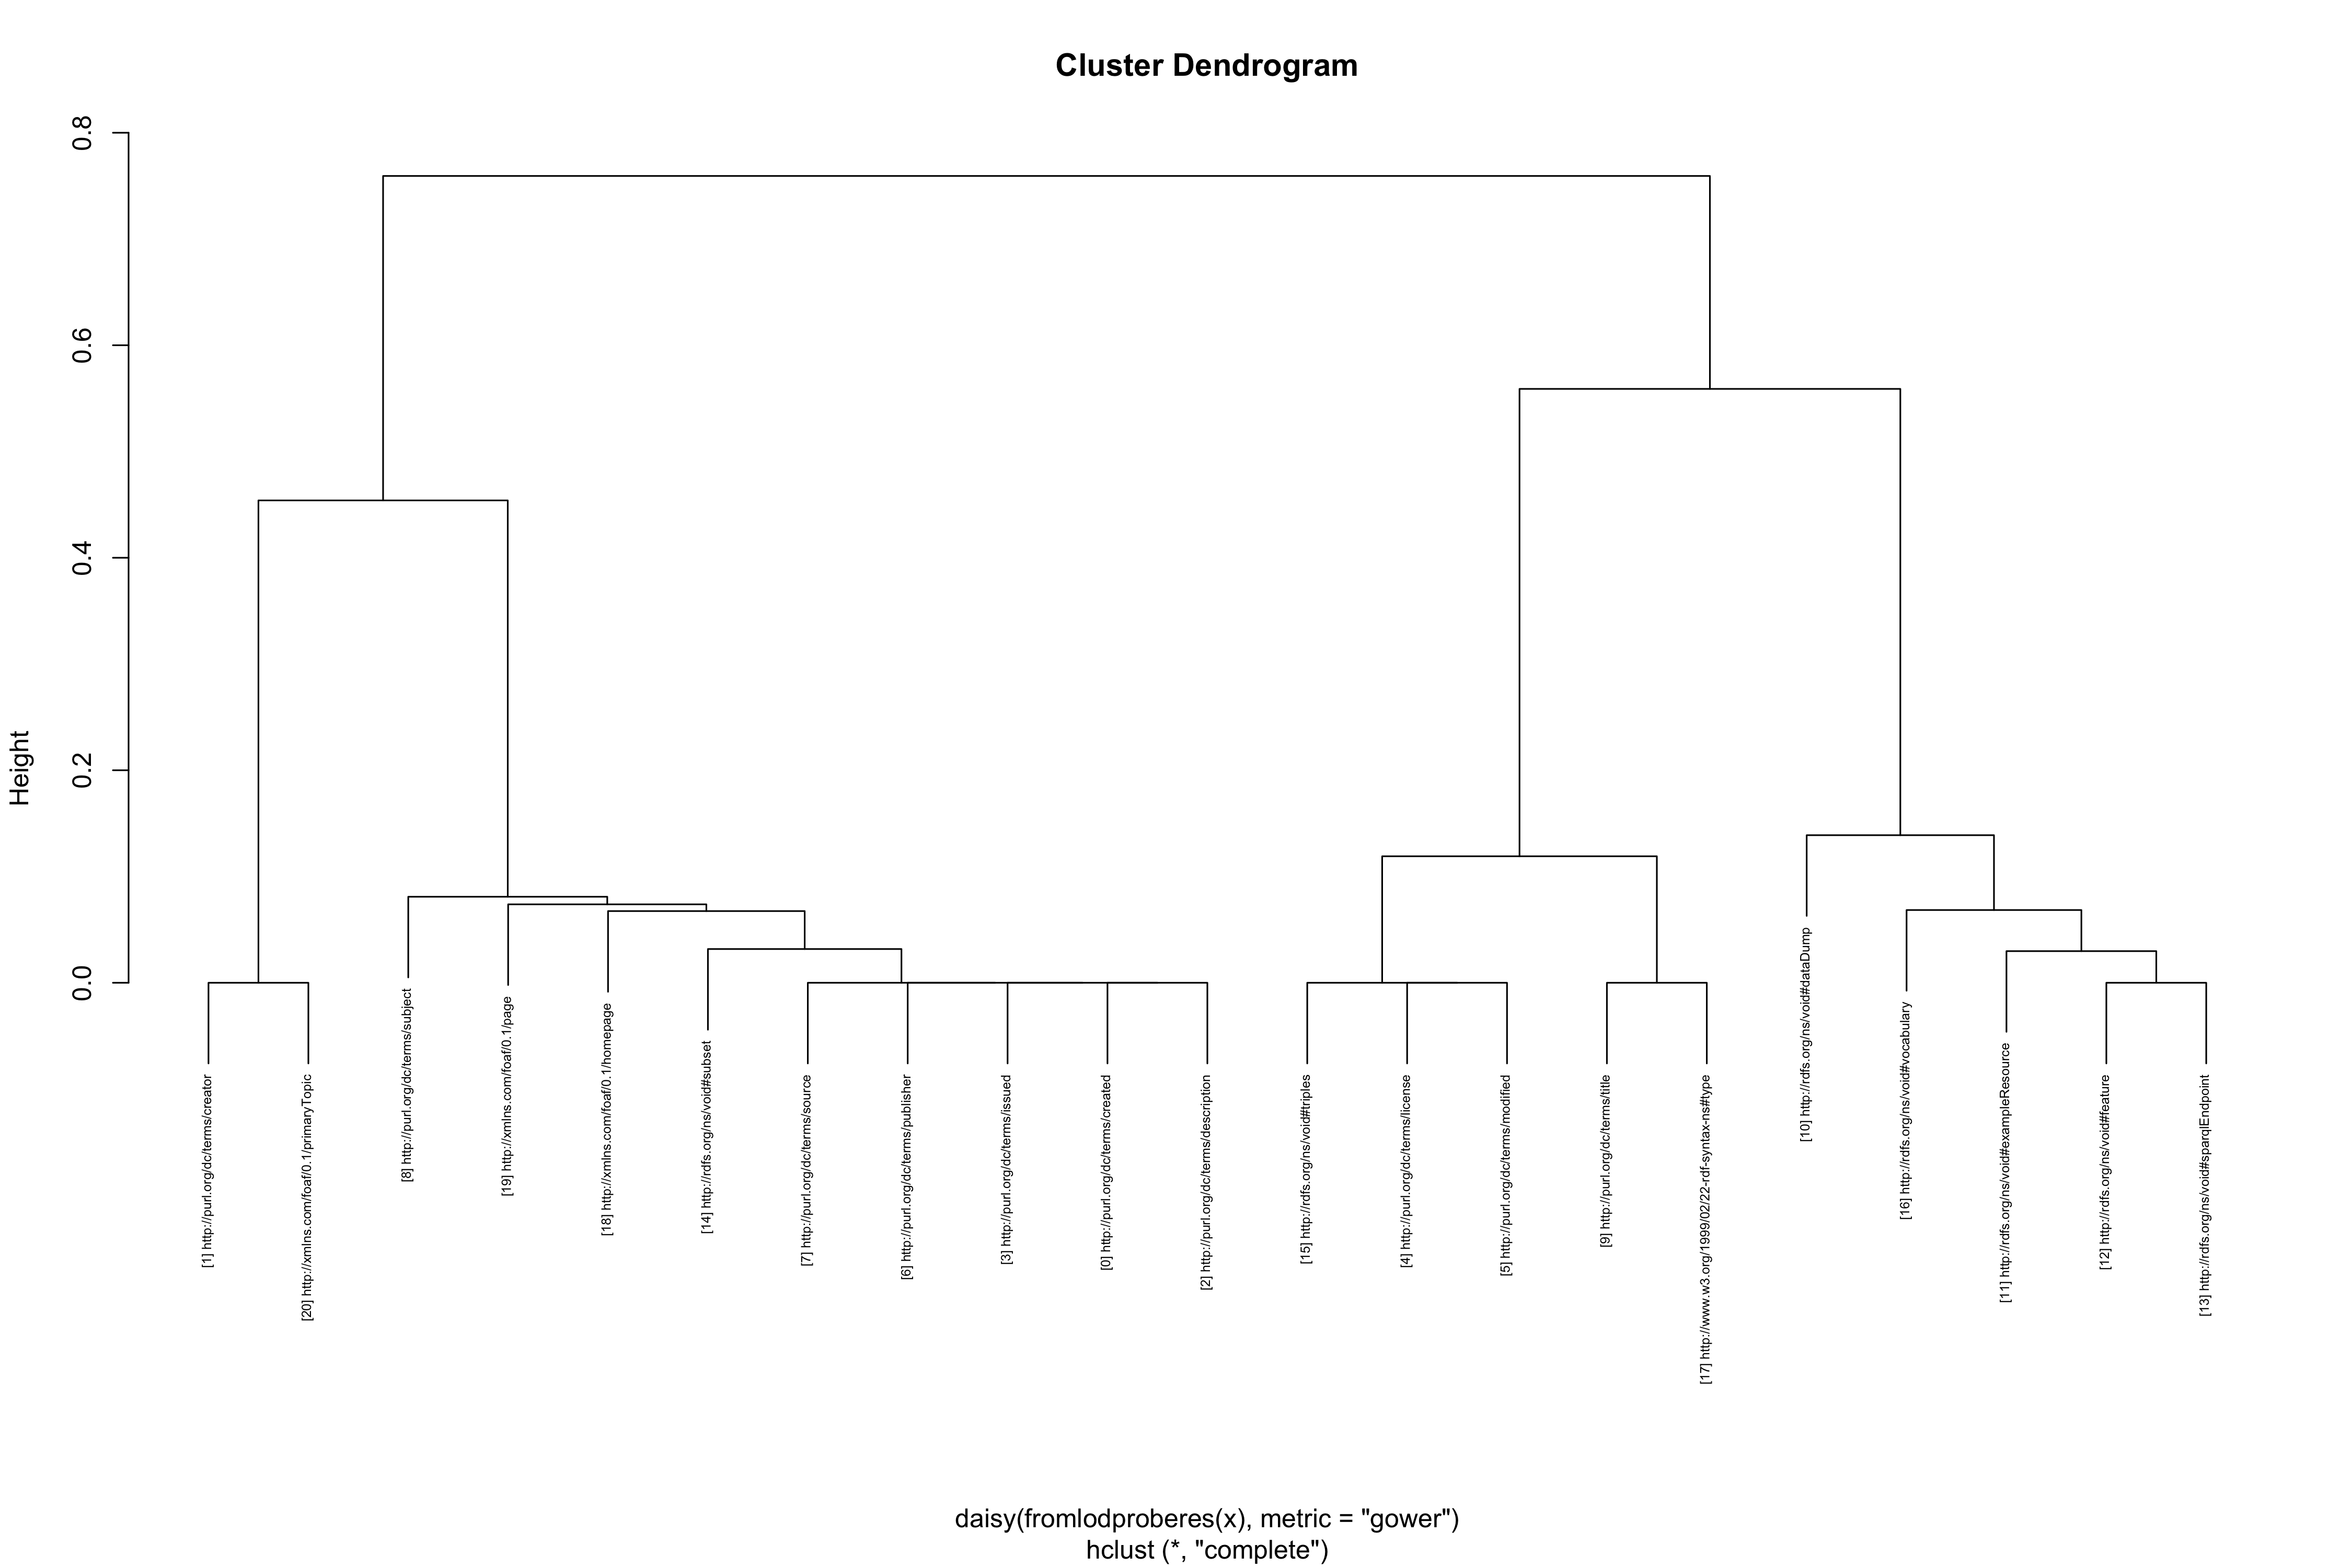 Cluster Dendrogram
0.8
0.6
0.4
0.2
0.0
Height
[1] http://purl.org/dc/terms/creator
[20] http://xmlns.com/foaf/0.1/primaryTopic
[8] http://purl.org/dc/terms/subject
[19] http://xmlns.com/foaf/0.1/page
[18] http://xmlns.com/foaf/0.1/homepage
[14] http://rdfs.org/ns/void#subset
[7] http://purl.org/dc/terms/source
[6] http://purl.org/dc/terms/publisher
[3] http://purl.org/dc/terms/issued
[0] http://purl.org/dc/terms/created
[2] http://purl.org/dc/terms/description
[15] http://rdfs.org/ns/void#triples
[4] http://purl.org/dc/terms/license
[5] http://purl.org/dc/terms/modified
[9] http://purl.org/dc/terms/title
[17] http://www.w3.org/1999/02/22-rdf-syntax-ns#type
[10] http://rdfs.org/ns/void#dataDump
[16] http://rdfs.org/ns/void#vocabulary
[11] http://rdfs.org/ns/void#exampleResource
[12] http://rdfs.org/ns/void#feature
[13] http://rdfs.org/ns/void#sparqlEndpoint
daisy(fromlodproberes(x), metric = "gower")
hclust (*, "complete")